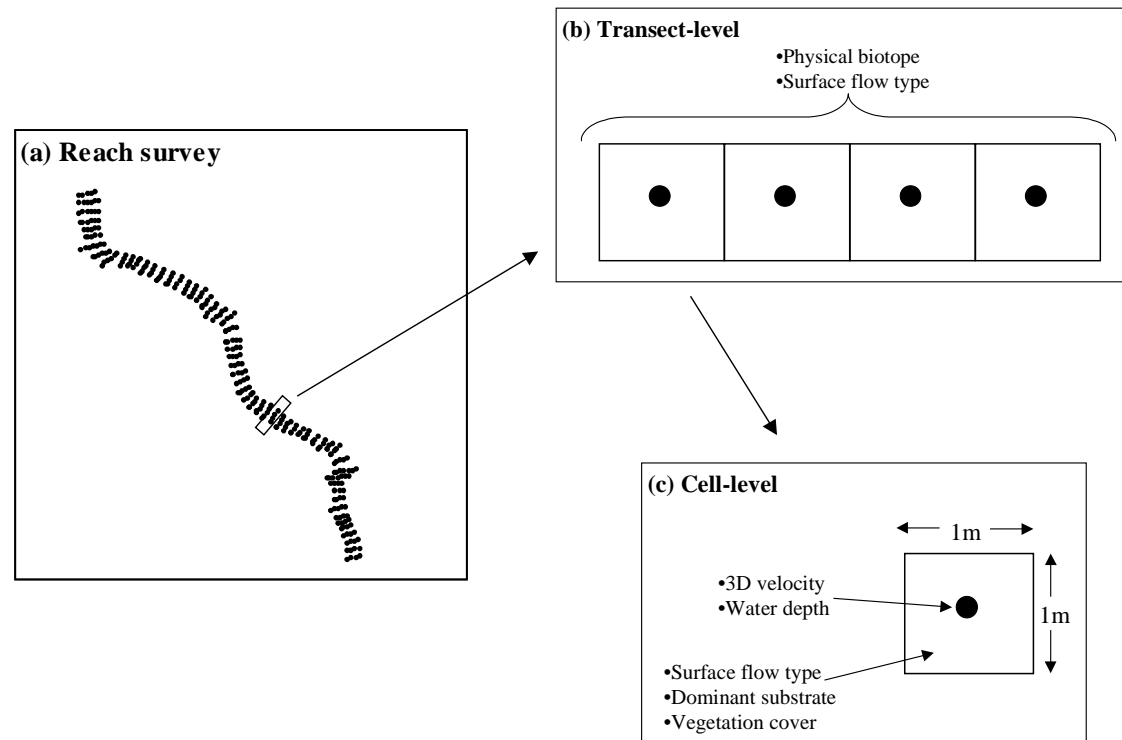 (a) Reach survey
(b) Transect-level
•Physical biotope
•Surface flow type
(c) Cell-level
1m
1m
•3D velocity
•Water depth
•Surface flow type
•Dominant substrate
•Vegetation cover